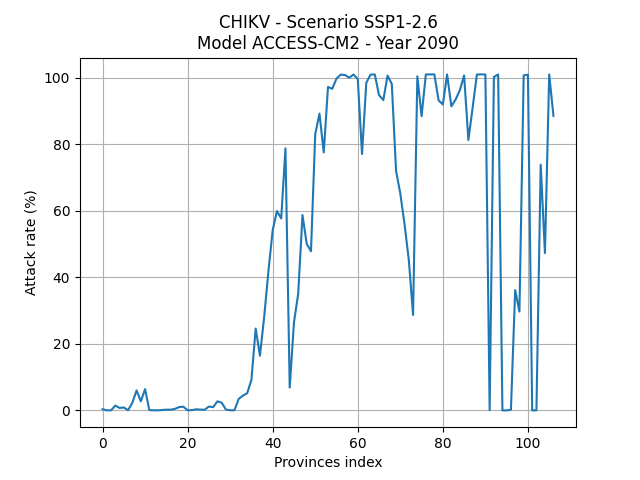 CHIKV - Scenario SSP1-2.6
Model ACCESS-CM2 - Year 2090
100
80
60
40
20
0
Attack rate (%)
0 20 40 60 80 100
Provinces index